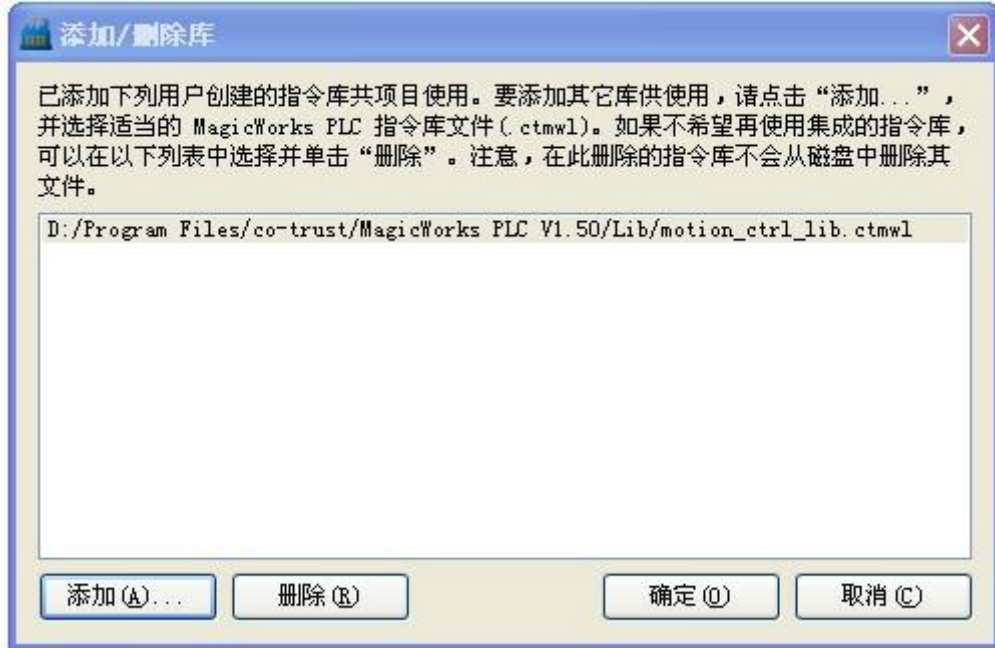 添加/删除库
已添加下列用户创建的指令库共项目使用。要添加其它库供使用，请点击“添加...”，
并选择适当的 MagicWorks PLC 指令库文件(.ctmwl)。如果不希望再使用集成的指令库，
可以在以下列表中选择并单击“删除”。注意，在此删除的指令库不会从磁盘中删除其
文件。
D:/Program Files/co-trust/MagicWorks PLC V1.50/Lib/motion_ctrl_lib.ctmwl
添加(A)... 删除(R) 确定(O) 取消(C)